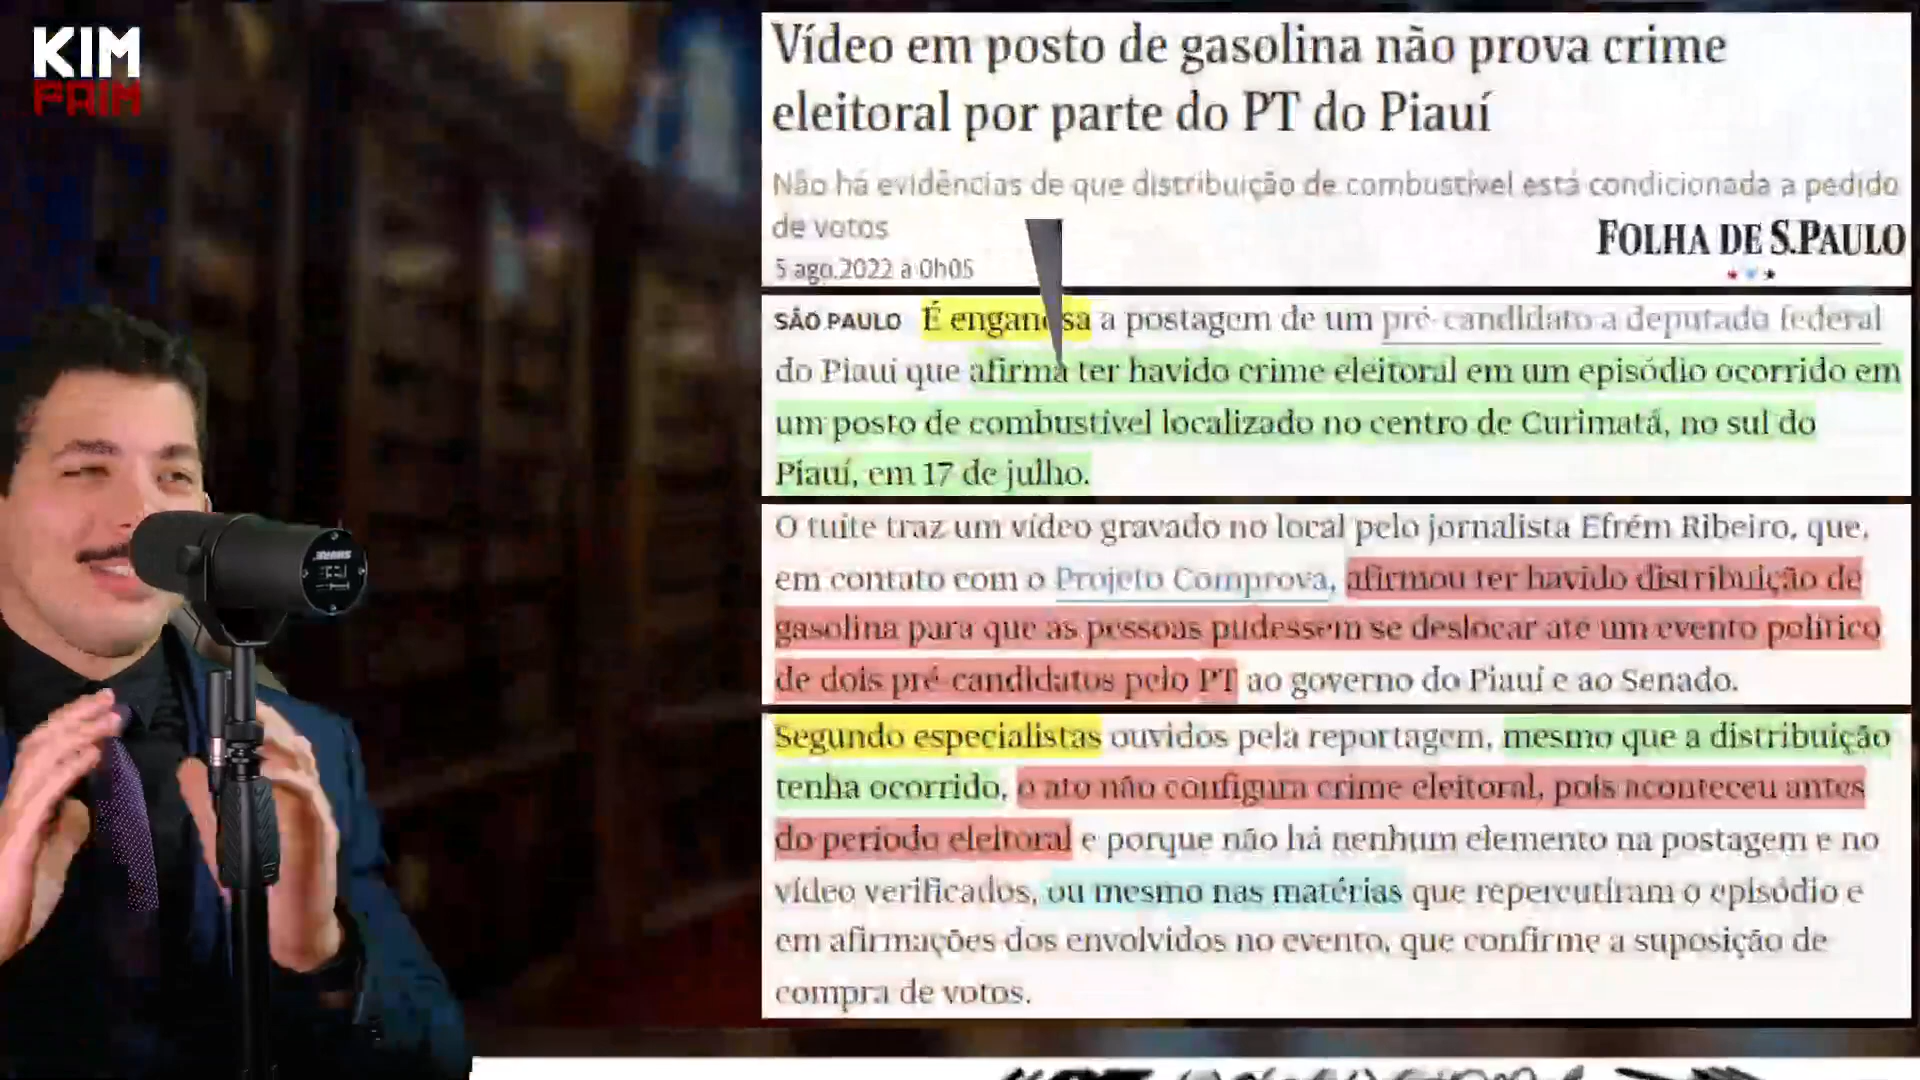 KIM
PAIM
Vídeo em posto de gasolina não prova crime
eleitoral por parte do PT do Piauí
Não há evidências de que distribuição de combustível está condicionada a pedido
de votos
FOLHA DE S.PAULO
5 ago.2022 à 0h05
SÃO PAULO É enganosa a postagem de um pré-candidato a deputado federal
do Piauí que afirma ter havido crime eleitoral em um episódio ocorrido em
um posto de combustível localizado no centro de Curimatá, no sul do
Piauí, em 17 de julho.
O tuíte traz um vídeo gravado no local pelo jornalista Efrém Ribeiro, que,
em contato com o Projeto Comprova, afirmou ter havido distribuição de
gasolina para que as pessoas pudessem se deslocar até um evento político
de dois pré-candidatos pelo PT ao governo do Piauí e ao Senado.
Segundo especialistas ouvidos pela reportagem, mesmo que a distribuição
tenha ocorrido, o ato não configura crime eleitoral, pois aconteceu antes
do período eleitoral e porque não há nenhum elemento na postagem e no
vídeo verificados, ou mesmo nas matérias que repercutiram o episódio e
em afirmações dos envolvidos no evento, que confirme a suposição de
compra de votos.
SHURE